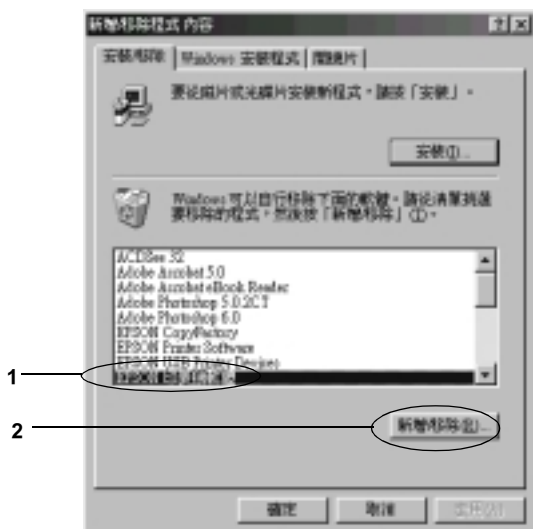 新增/移除程式 內容
安裝/移除 Windows 安裝程式 開機片
要從磁片或光碟片安裝新程式，請按「安裝」。
安裝(I)...
Windows 可以自行移除下面的軟體。請從清單挑選
要移除的程式，然後按「新增/移除」(I)。
ACDSee 32
Adobe Acrobat 5.0
Adobe Acrobat eBook Reader
Adobe Photoshop 5.0.2CT
Adobe Photoshop 6.0
EPSON CopyFactory
EPSON Printer Software
EPSON USB Printer Devices
1
EPSON
2
新增/移除(R)...
確定 取消 套用(A)